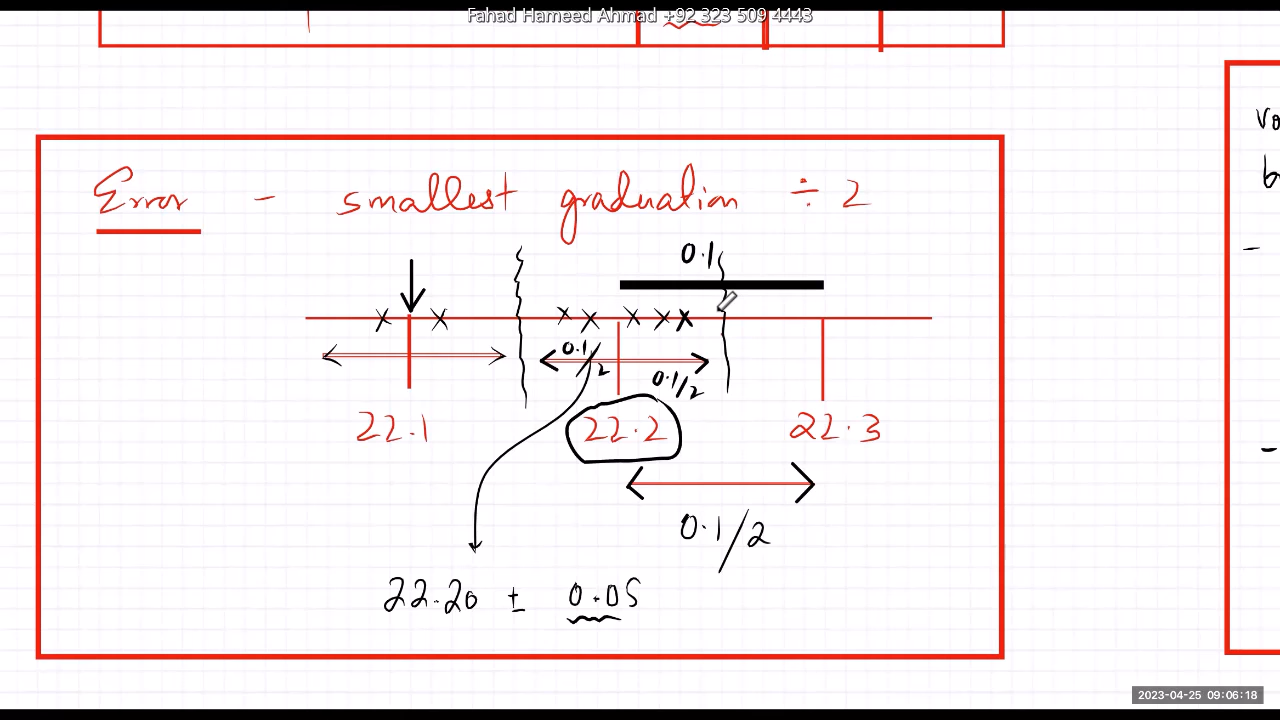 Fahad Hameed Ahmad +92 323 509 4443
vo
b
Error - smallest graduation ÷ 2
0.1
x x x x x x x
0.1/2 0.1/2
22.1 22.2 22.3
0.1/2
22.20 ± 0.05
2023-04-25 09:06:18